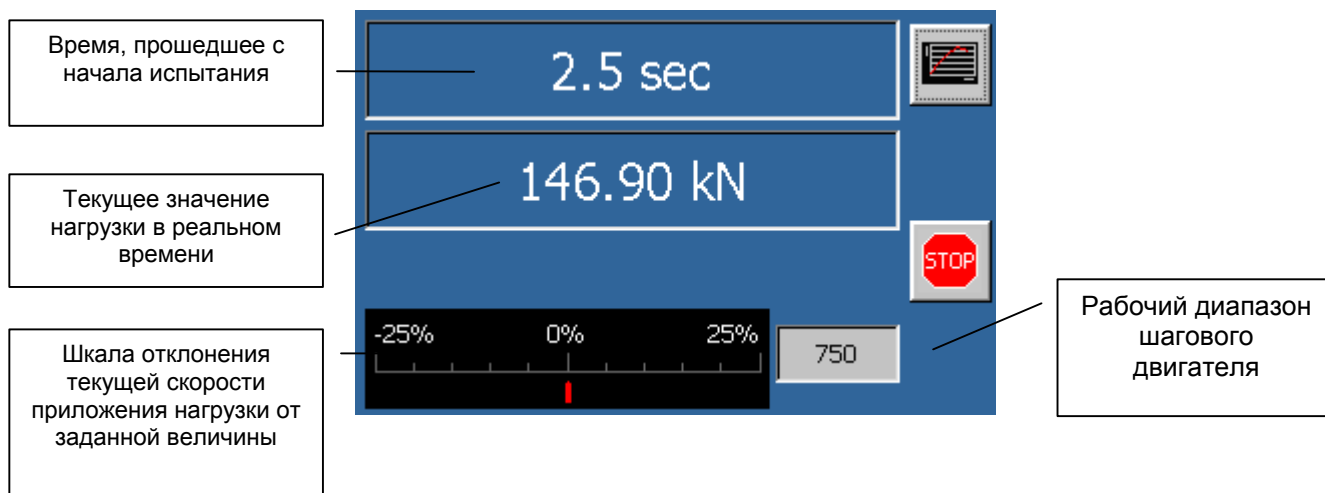 Время, прошедшее с
начала испытания
2.5 sec
146.90 kN
Текущее значение
нагрузки в реальном
времени
STOP
Рабочий диапазон
шагового
двигателя
-25% 0% 25%
750
Шкала отклонения
текущей скорости
приложения нагрузки от
заданной величины